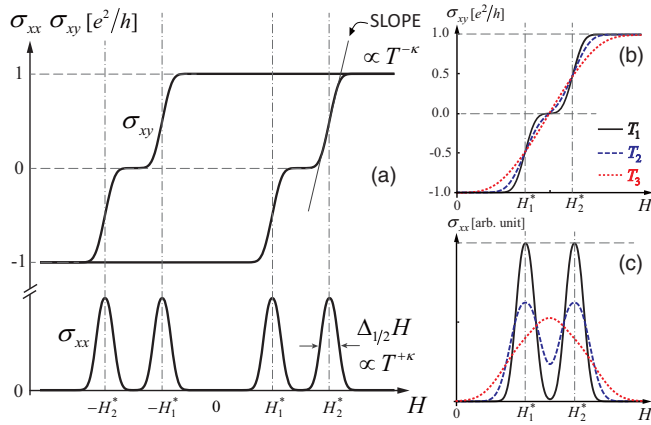 σxx σxy [e²/h]
SLOPE
∝ T⁻ᵏ
1
σxy
0
(a)
-1
σxx
Δ1/2H
∝ T⁺ᵏ
0
−H₂*
−H₁*
0
H₁*
H₂*
H
σxy [e²/h]
1.0
(b)
0.5
0.0
T₁
T₂
-0.5
T₃
-1.0
0
H₁*
H₂*
H
σxx [arb. unit]
(c)
0
H₁*
H₂*
H